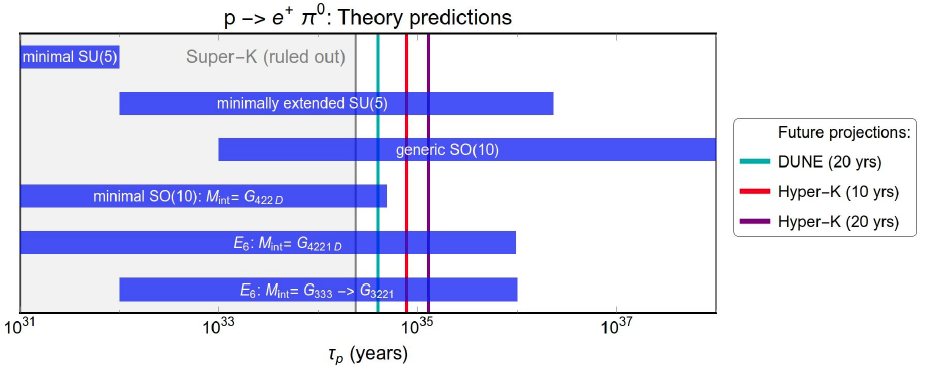 p −> e⁺ π⁰: Theory predictions
minimal SU(5)
Super−K (ruled out)
minimally extended SU(5)
generic SO(10)
minimal SO(10): M_int= G_422 D
E₆: M_int= G_4221 D
E₆: M_int= G_333 −> G_3221
10³¹ 10³³ 10³⁵ 10³⁷
τ_p (years)
Future projections:
DUNE (20 yrs)
Hyper−K (10 yrs)
Hyper−K (20 yrs)